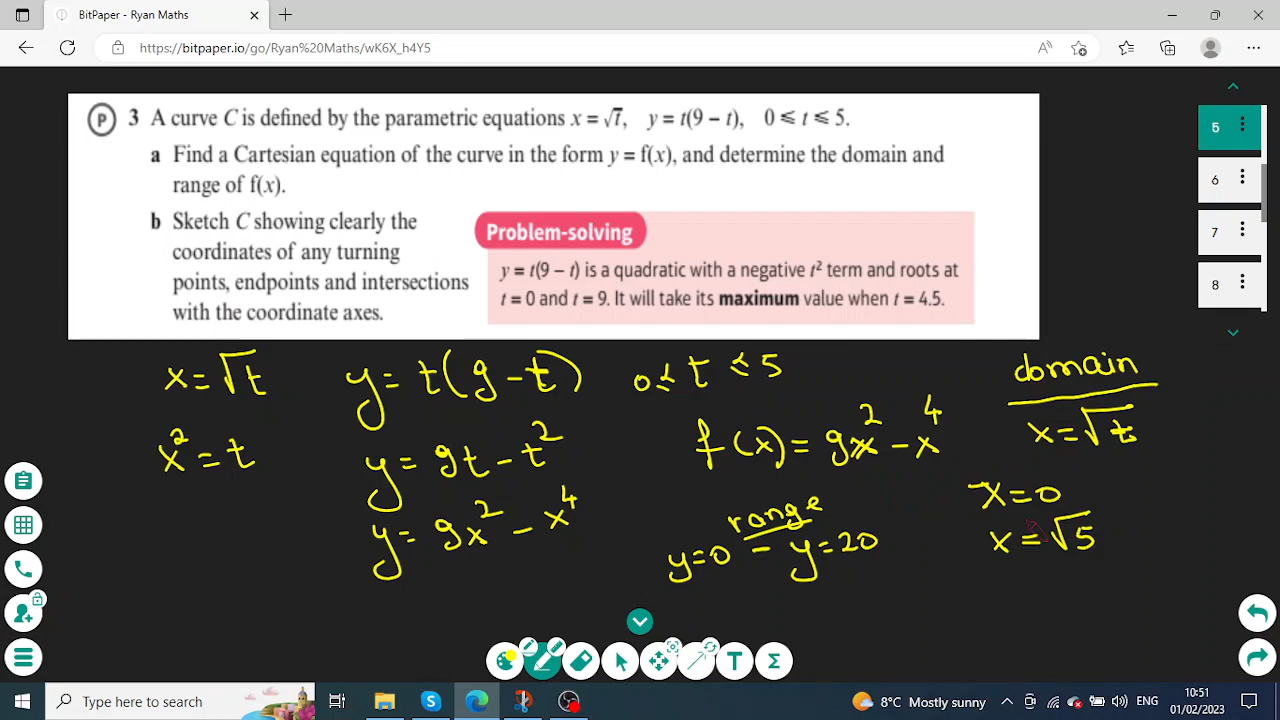 BitPaper - Ryan Maths
https://bitpaper.io/go/Ryan%20Maths/wK6X_h4Y5
P 3 A curve C is defined by the parametric equations x = √t, y = t(9 − t), 0 ⩽ t ⩽ 5.
a Find a Cartesian equation of the curve in the form y = f(x), and determine the domain and
range of f(x).
b Sketch C showing clearly the
coordinates of any turning
points, endpoints and intersections
with the coordinate axes.
Problem-solving
y = t(9 − t) is a quadratic with a negative t² term and roots at
t = 0 and t = 9. It will take its maximum value when t = 4.5.
x = √t y = t(9 − t) 0 ≤ t ≤ 5
x² = t
y = 9t − t²
y = 9x² − x⁴
f(x) = 9x² − x⁴
range
y=0 − y=20
domain
x = √t
x = 0
x = √5
5
6
7
8
T
Σ
Type here to search
8°C Mostly sunny
ENG
10:51
01/02/2023